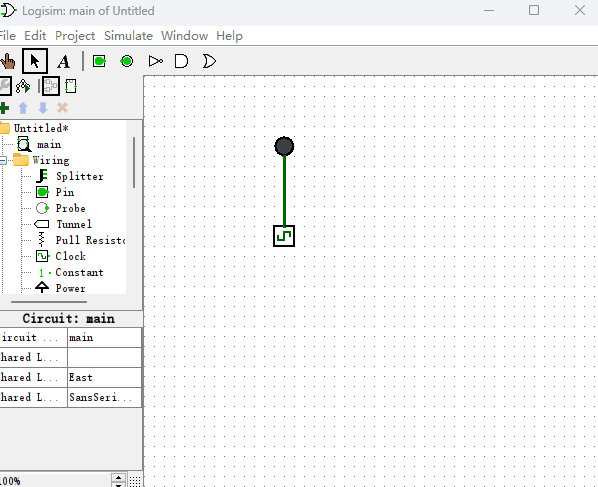 Logisim: main of Untitled
File Edit Project Simulate Window Help
A
Untitled*
main
Wiring
Splitter
Pin
Probe
Tunnel
Pull Resisto
Clock
1 Constant
Power
Circuit: main
ircuit ... main
hared L...
hared L... East
hared L... SansSeri...
100%